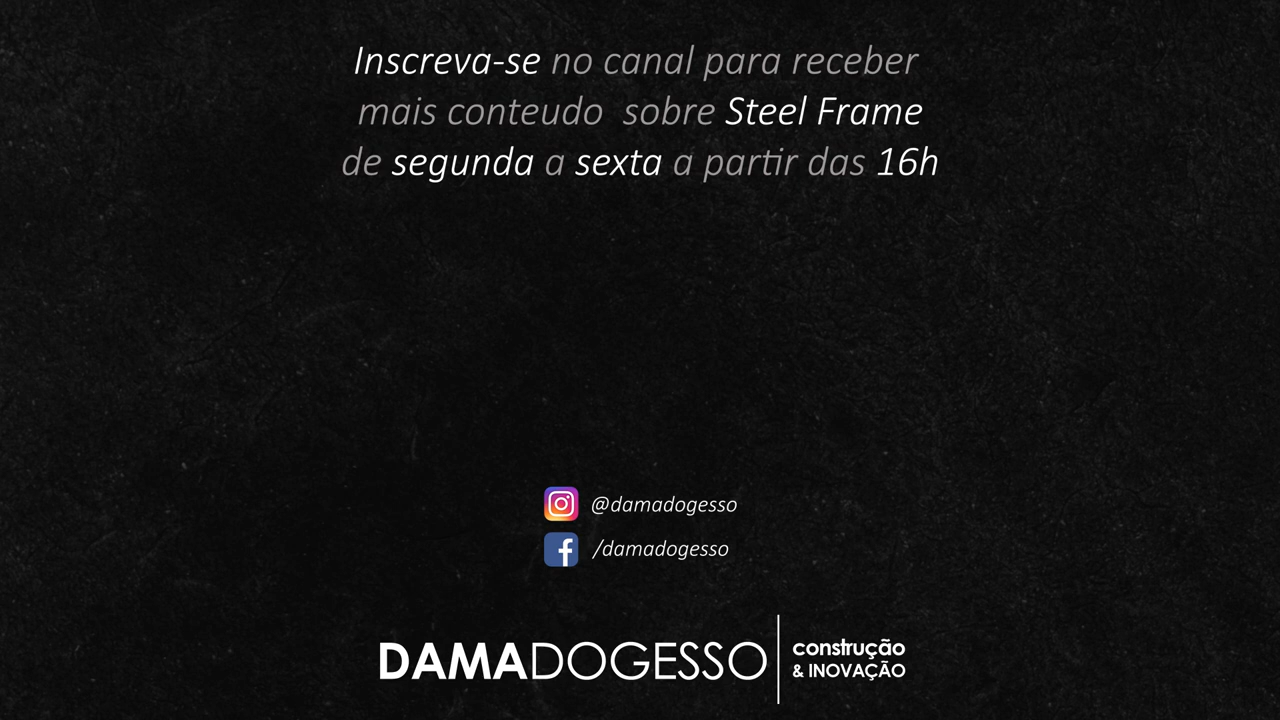 Inscreva-se no canal para receber
mais conteudo sobre Steel Frame
de segunda a sexta a partir das 16h
@damadogesso
/damadogesso
DAMADOGESSO
construção
& INOVAÇÃO